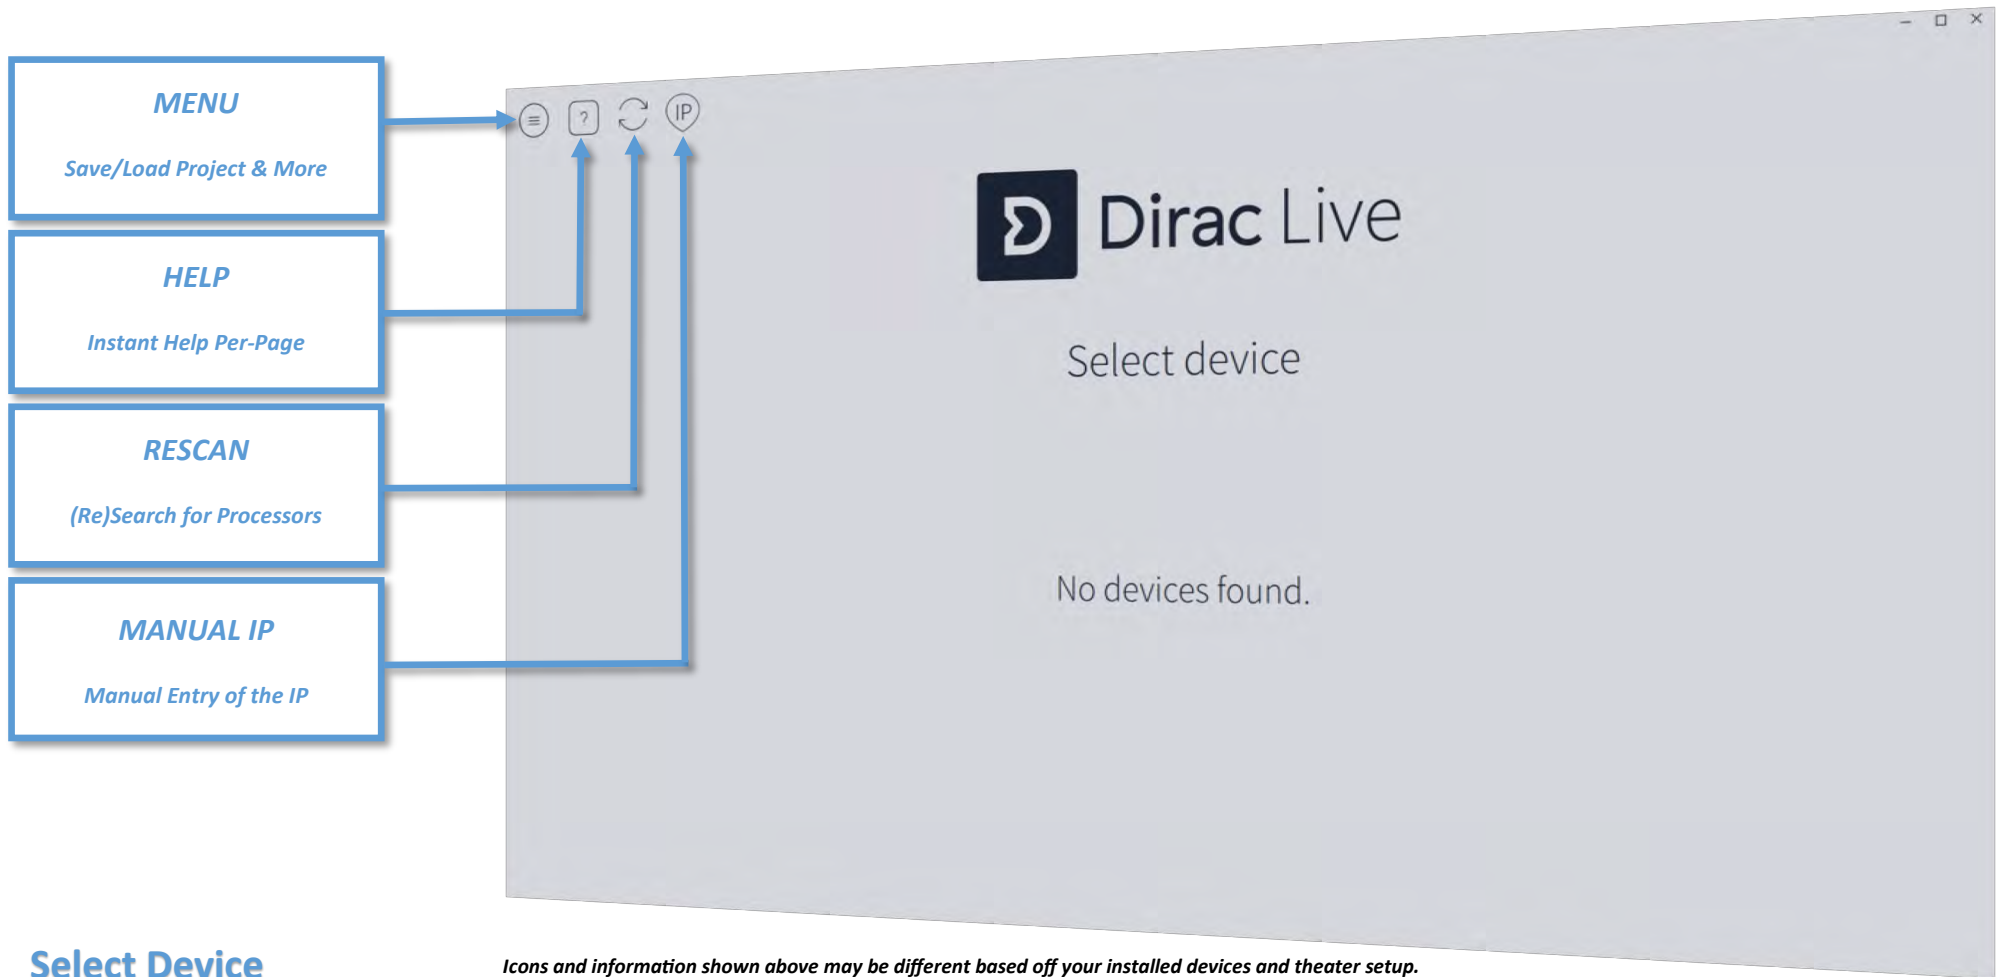 MENU
Save/Load Project & More
HELP
Instant Help Per-Page
RESCAN
(Re)Search for Processors
MANUAL IP
Manual Entry of the IP
? IP
Dirac Live
Select device
No devices found.
Select Device
Icons and information shown above may be different based off your installed devices and theater setup.